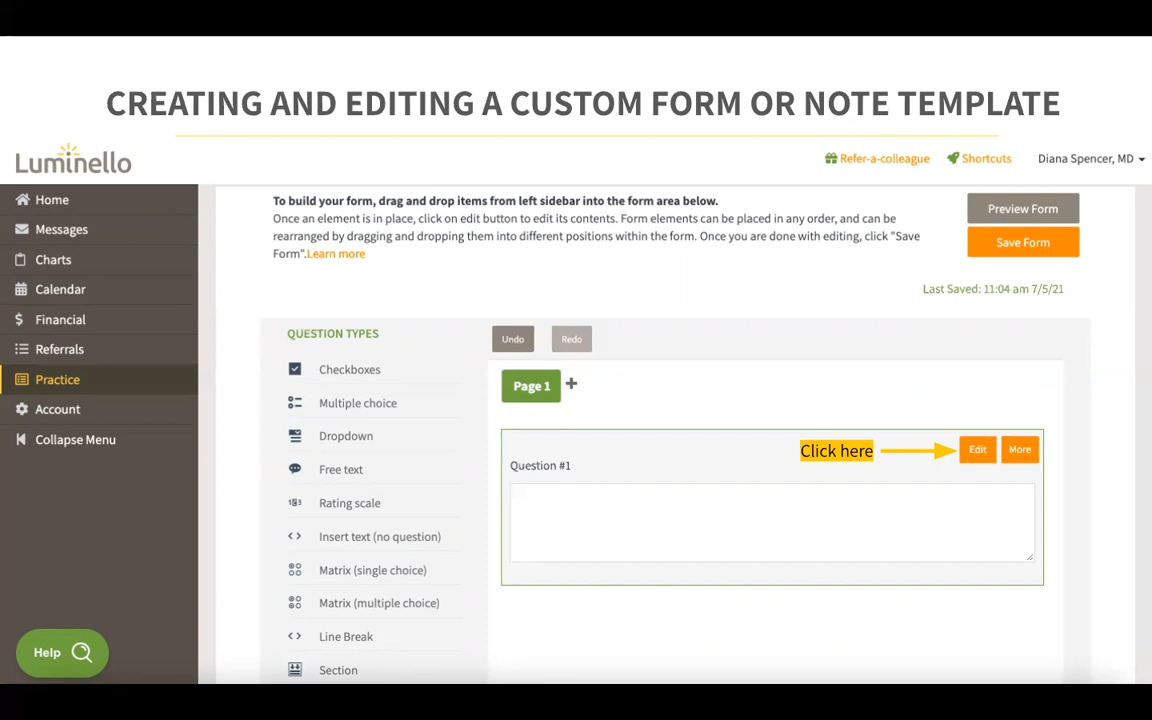 CREATING AND EDITING A CUSTOM FORM OR NOTE TEMPLATE
Luminello
Refer-a-colleague
Shortcuts
Diana Spencer, MD
Home
Messages
Charts
Calendar
Financial
Referrals
Practice
Account
Collapse Menu
Help
To build your form, drag and drop items from left sidebar into the form area below.
Once an element is in place, click on edit button to edit its contents. Form elements can be placed in any order, and can
be rearranged by dragging and dropping them into different positions within the form. Once you are done with editing, click "Save
Form".Learn more
Preview Form
Save Form
Last Saved: 11:04 am 7/5/21
QUESTION TYPES
Checkboxes
Multiple choice
Dropdown
Free text
Rating scale
Insert text (no question)
Matrix (single choice)
Matrix (multiple choice)
Line Break
Section
Undo
Redo
Page 1
Click here
Edit
More
Question #1